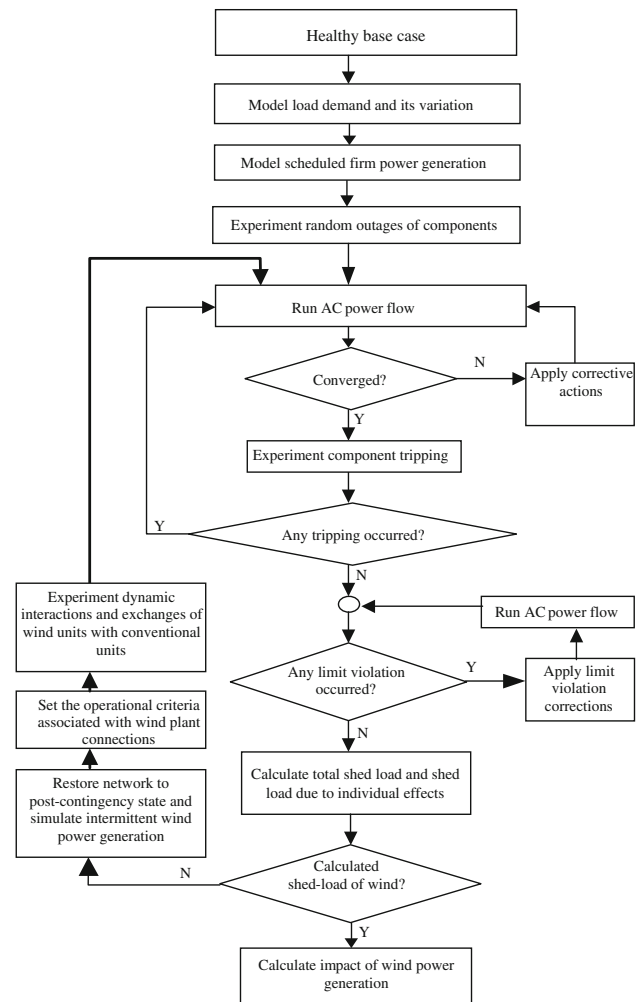 Healthy base case
Model load demand and its variation
Model scheduled firm power generation
Experiment random outages of components
Run AC power flow
Converged?
N
Apply corrective
actions
Y
Experiment component tripping
Any tripping occurred?
Y
N
Run AC power flow
Any limit violation
occurred?
Y
Apply limit
violation
corrections
N
Calculate total shed load and shed
load due to individual effects
Calculated
shed-load of wind?
N
Restore network to
post-contingency state and
simulate intermittent wind
power generation
Set the operational criteria
associated with wind plant
connections
Experiment dynamic
interactions and exchanges of
wind units with conventional
units
Y
Calculate impact of wind power
generation